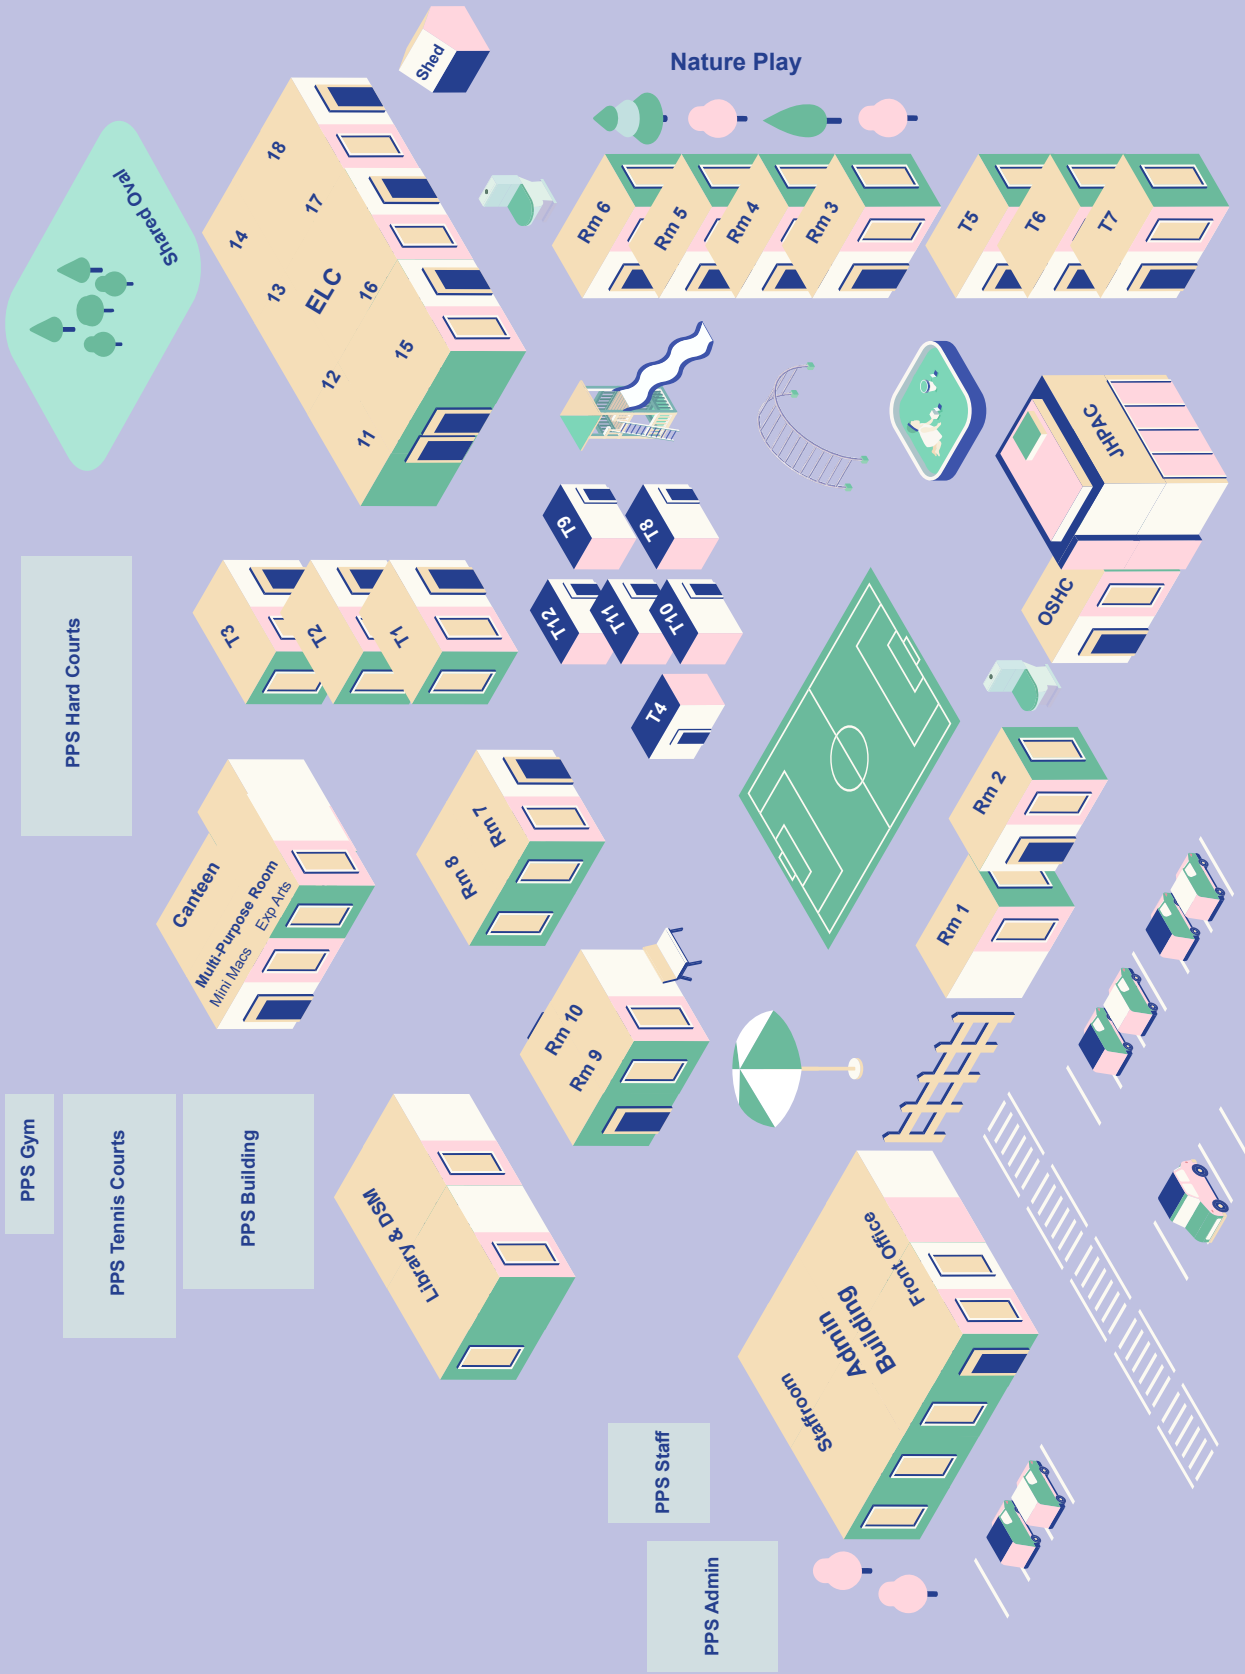 Nature Play
Shed
Shared Oval
18
17
14
13
ELC
16
15
12
11
Rm 6
Rm 5
Rm 4
Rm 3
T5
T6
T7
JHPAC
OSHC
T9
T8
T12
T11
T10
T4
T3
T2
T1
PPS Hard Courts
Canteen
Multi-Purpose Room
Mini Macs
Exp Arts
Rm 7
Rm 8
Rm 2
Rm 1
Rm 10
Rm 9
PPS Gym
PPS Tennis Courts
PPS Building
Library & DSM
Front Office
Admin
Building
Staffroom
PPS Staff
PPS Admin